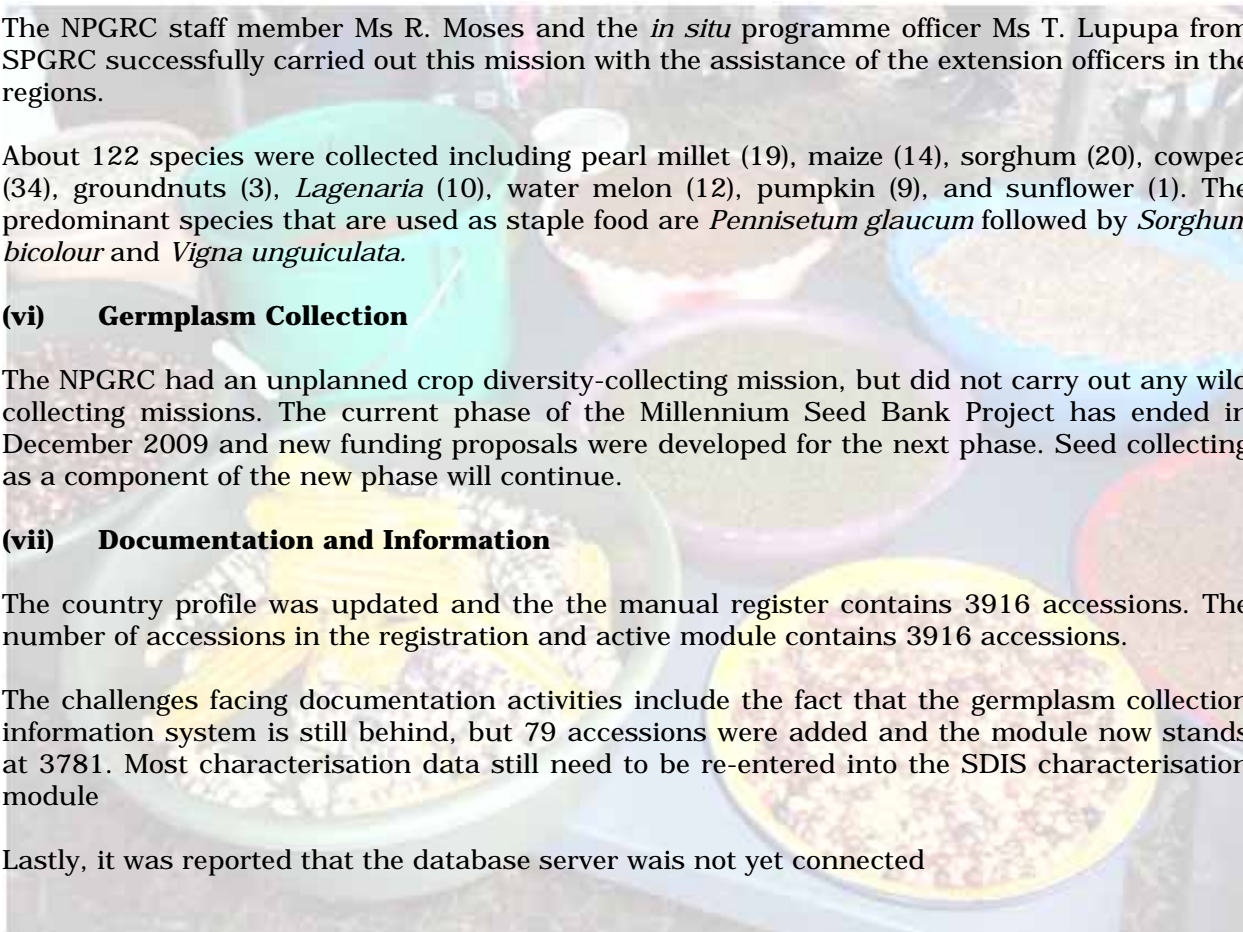 The NPGRC staff member Ms R. Moses and the in situ programme officer Ms T. Lupupa from
SPGRC successfully carried out this mission with the assistance of the extension officers in the
regions.
About 122 species were collected including pearl millet (19), maize (14), sorghum (20), cowpea
(34), groundnuts (3), Lagenaria (10), water melon (12), pumpkin (9), and sunflower (1). The
predominant species that are used as staple food are Pennisetum glaucum followed by Sorghum
bicolour and Vigna unguiculata.
(vi) Germplasm Collection
The NPGRC had an unplanned crop diversity-collecting mission, but did not carry out any wild
collecting missions. The current phase of the Millennium Seed Bank Project has ended in
December 2009 and new funding proposals were developed for the next phase. Seed collecting
as a component of the new phase will continue.
(vii) Documentation and Information
The country profile was updated and the the manual register contains 3916 accessions. The
number of accessions in the registration and active module contains 3916 accessions.
The challenges facing documentation activities include the fact that the germplasm collection
information system is still behind, but 79 accessions were added and the module now stands
at 3781. Most characterisation data still need to be re-entered into the SDIS characterisation
module
Lastly, it was reported that the database server wais not yet connected